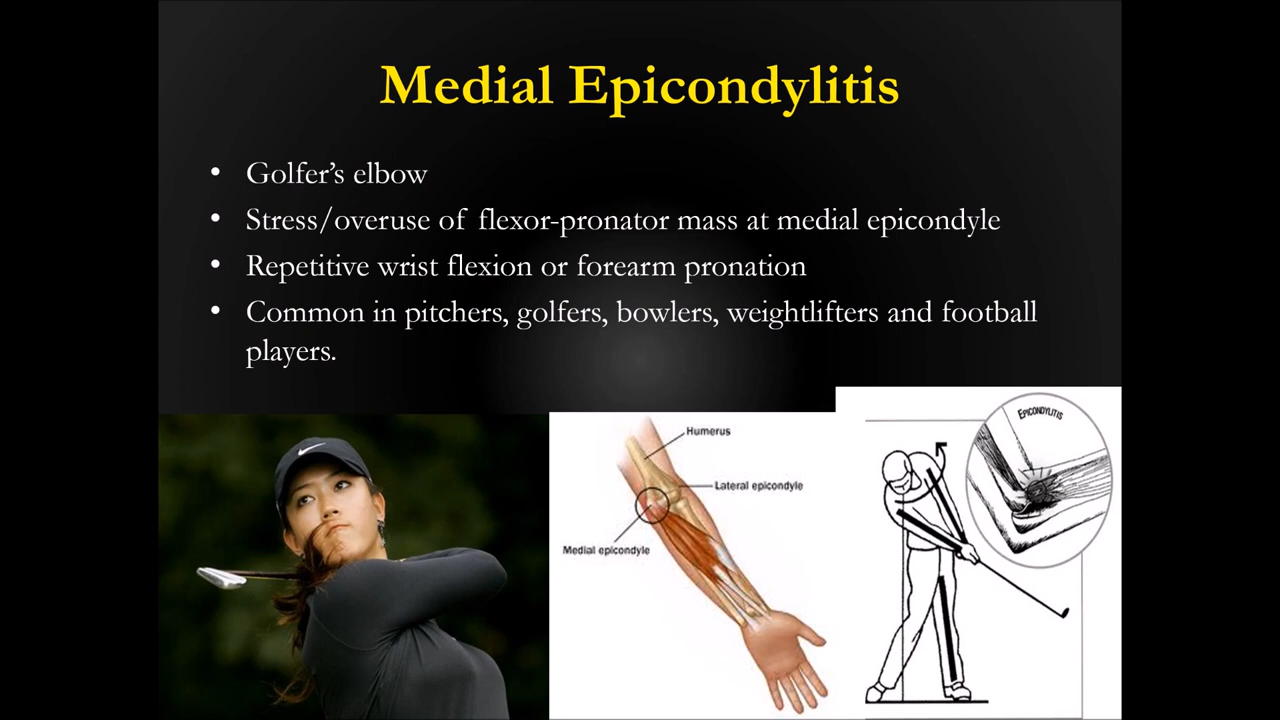 Medial Epicondylitis
• Golfer’s elbow
• Stress/overuse of flexor-pronator mass at medial epicondyle
• Repetitive wrist flexion or forearm pronation
• Common in pitchers, golfers, bowlers, weightlifters and football
players.
Humerus
Lateral epicondyle
Medial epicondyle
EPICONDYLITIS